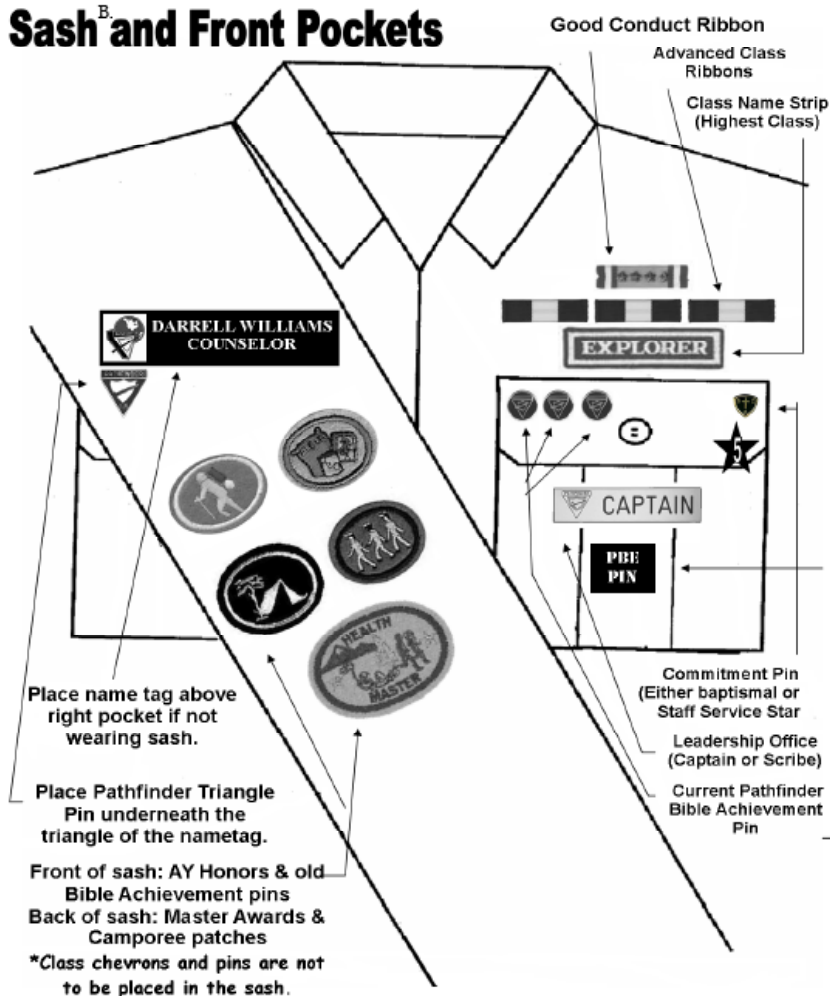 B.
Sash and Front Pockets
Good Conduct Ribbon
Advanced Class
Ribbons
Class Name Strip
(Highest Class)
DARRELL WILLIAMS
COUNSELOR
EXPLORER
5
CAPTAIN
PBE
PIN
HEALTH
MASTER
Place name tag above
right pocket if not
wearing sash.
Commitment Pin
(Either baptismal or
Staff Service Star
Leadership Office
(Captain or Scribe)
Current Pathfinder
Bible Achievement
Pin
Place Pathfinder Triangle
Pin underneath the
triangle of the nametag.
Front of sash: AY Honors & old
Bible Achievement pins
Back of sash: Master Awards &
Camporee patches
*Class chevrons and pins are not
to be placed in the sash.